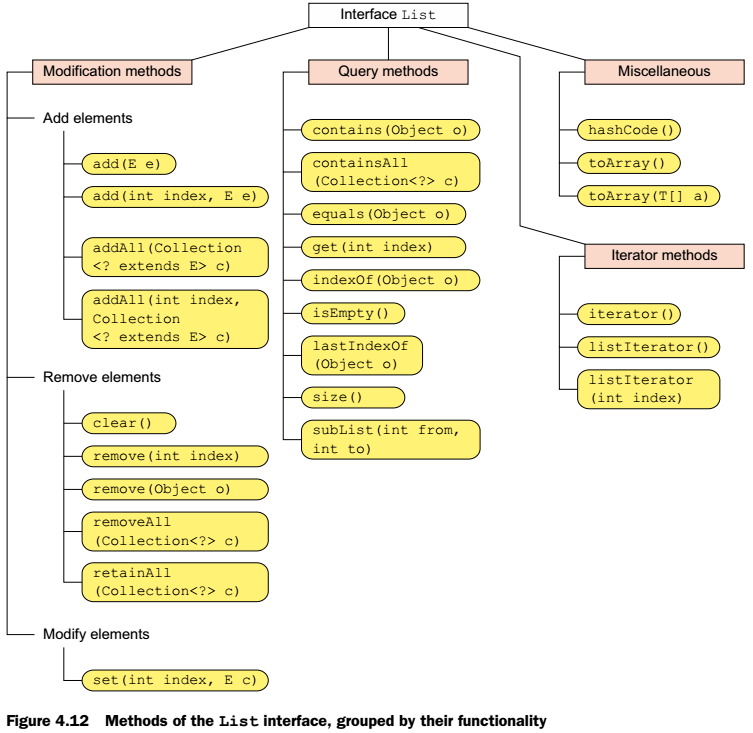 Interface List
Modification methods
Add elements
add(E e)
add(int index, E e)
addAll(Collection
<? extends E> c)
addAll(int index,
Collection
<? extends E> c)
Remove elements
clear()
remove(int index)
remove(Object o)
removeAll
(Collection<?> c)
retainAll
(Collection<?> c)
Modify elements
set(int index, E c)
Query methods
contains(Object o)
containsAll
(Collection<?> c)
equals(Object o)
get(int index)
indexOf(Object o)
isEmpty()
lastIndexOf
(Object o)
size()
subList(int from,
int to)
Miscellaneous
hashCode()
toArray()
toArray(T[] a)
Iterator methods
iterator()
listIterator()
listIterator
(int index)
Figure 4.12 Methods of the List interface, grouped by their functionality